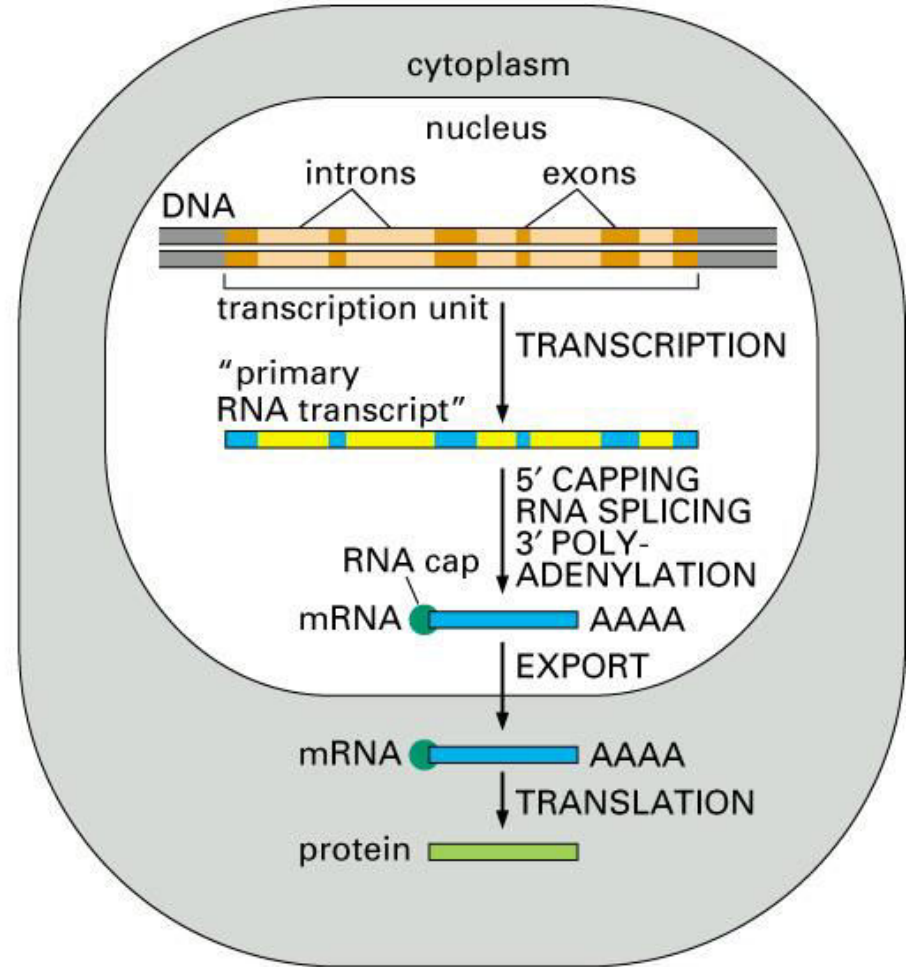 cytoplasm
nucleus
introns
exons
DNA
transcription unit
TRANSCRIPTION
“primary
RNA transcript”
5′ CAPPING
RNA SPLICING
3′ POLY-
ADENYLATION
RNA cap
mRNA
AAAA
EXPORT
mRNA
AAAA
TRANSLATION
protein